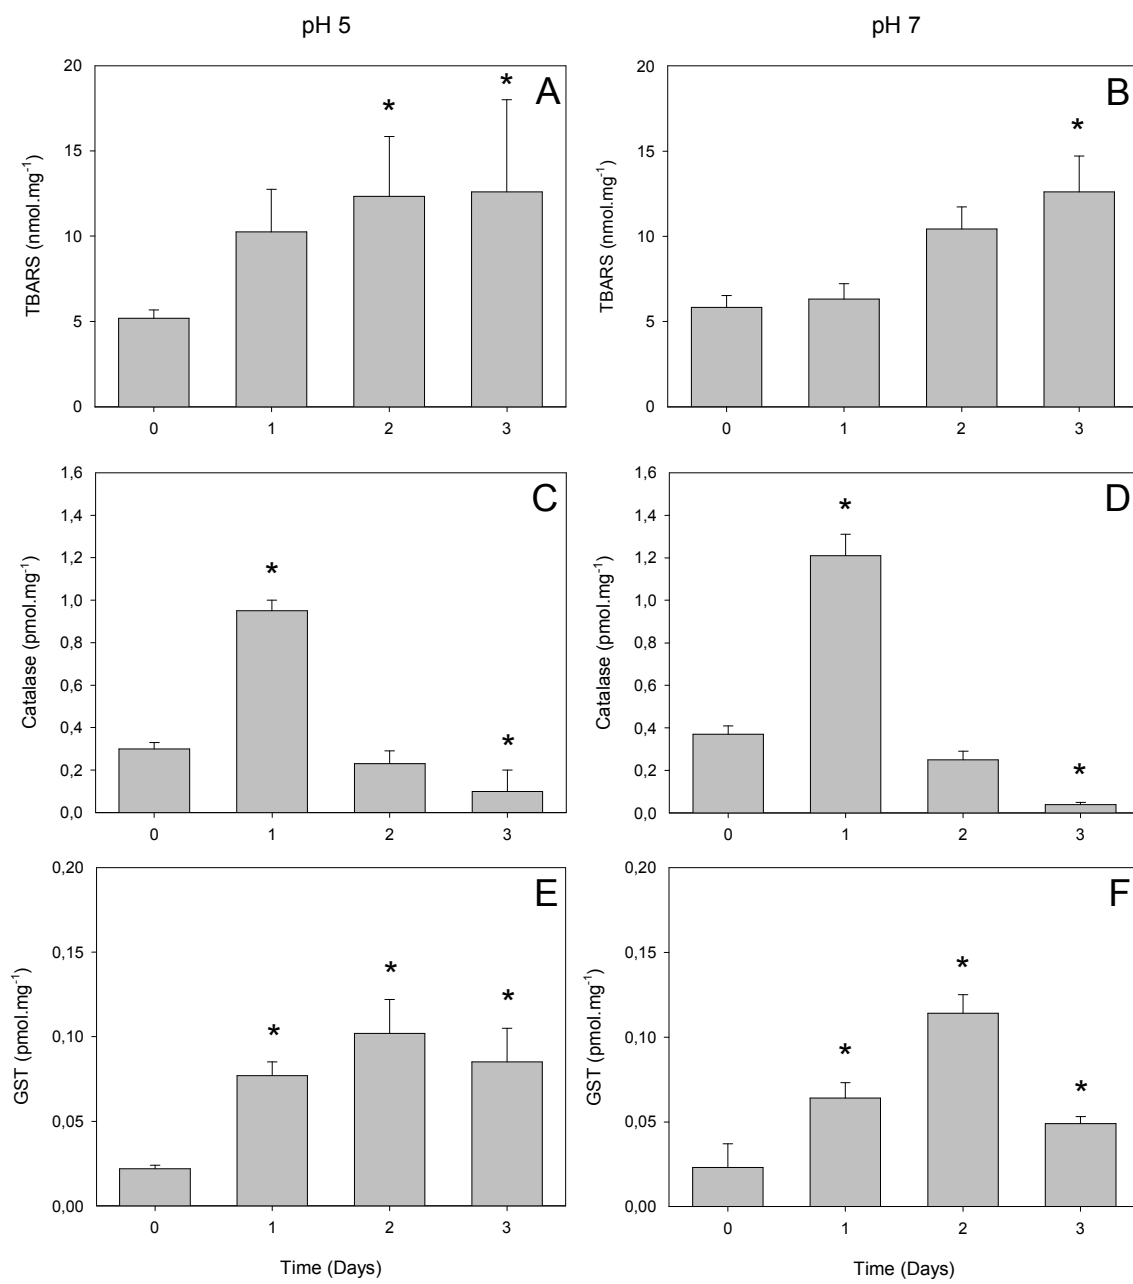 pH 5
pH 7
A
*
*
TBARS (nmol.mg-1)
20
15
10
5
0
0 1 2 3
B
*
TBARS (nmol.mg-1)
20
15
10
5
0
0 1 2 3
C
*
*
Catalase (pmol.mg-1)
1,6
1,4
1,2
1,0
0,8
0,6
0,4
0,2
0,0
0 1 2 3
D
*
*
Catalase (pmol.mg-1)
1,6
1,4
1,2
1,0
0,8
0,6
0,4
0,2
0,0
0 1 2 3
E
*
*
*
GST (pmol.mg-1)
0,20
0,15
0,10
0,05
0,00
0 1 2 3
Time (Days)
F
*
*
*
GST (pmol.mg-1)
0,20
0,15
0,10
0,05
0,00
0 1 2 3
Time (Days)